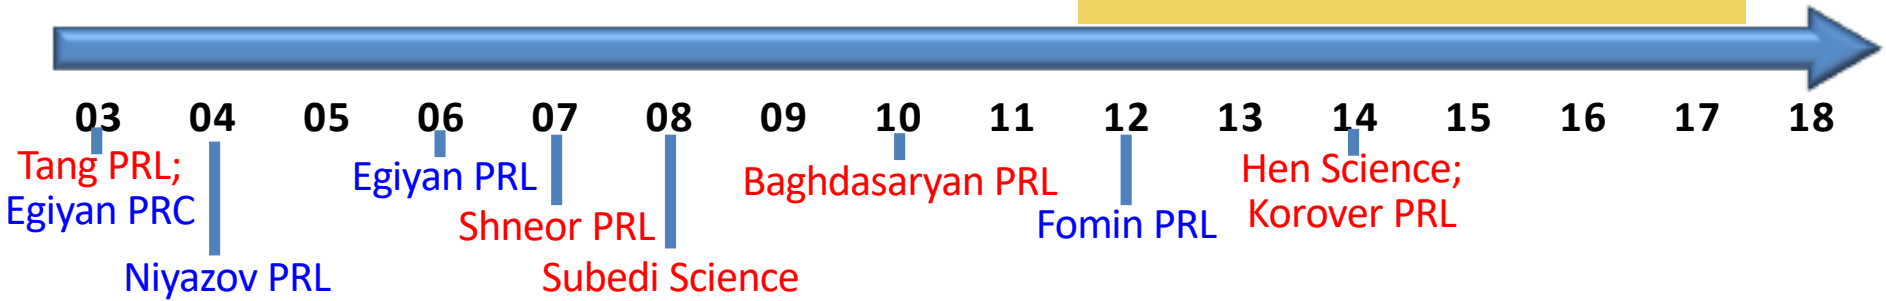 03 04 05 06 07 08 09 10 11 12 13 14 15 16 17 18
Tang PRL;
Egiyan PRC
Niyazov PRL
Egiyan PRL
Shneor PRL
Subedi Science
Baghdasaryan PRL
Fomin PRL
Hen Science;
Korover PRL